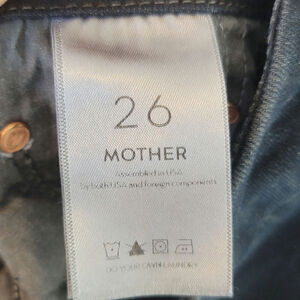 26
MOTHER
Assembled in USA
by both USA and foreign components
DO YOUR OWN LAUNDRY